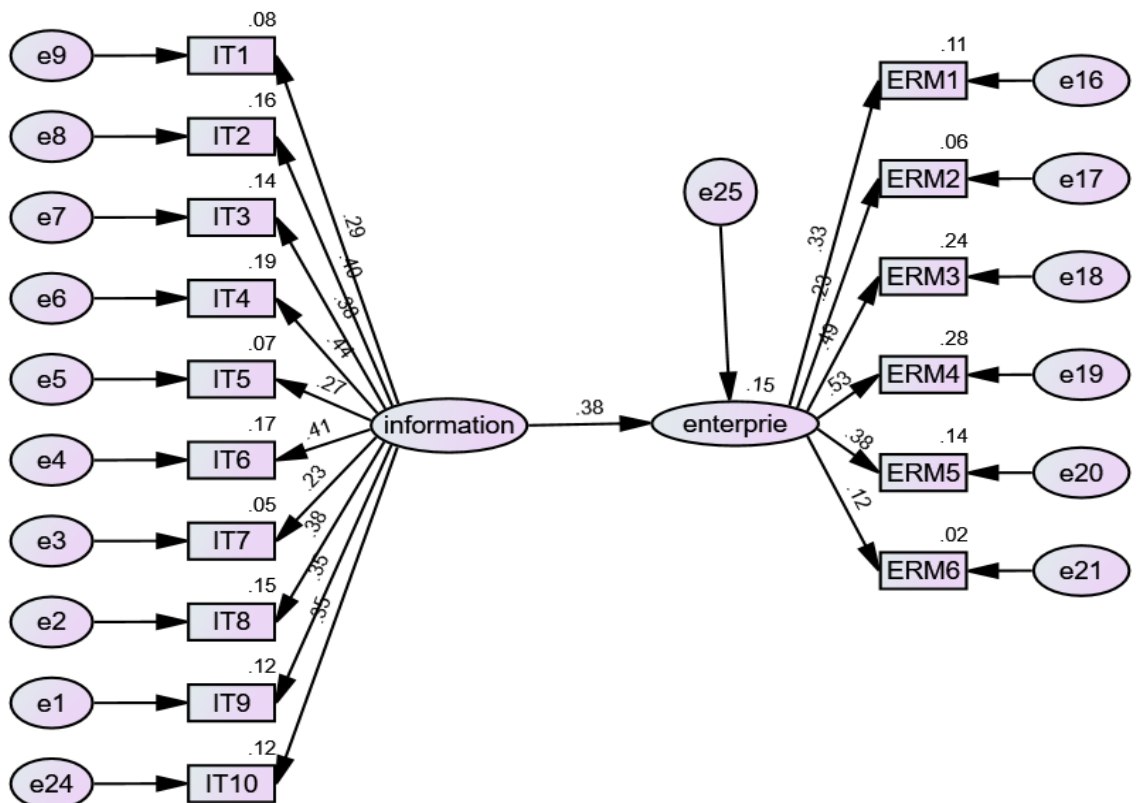 .08
e9
IT1
.16
e8
IT2
.14
e7
IT3
.19
e6
IT4
.07
e5
IT5
.17
e4
IT6
.05
e3
IT7
.15
e2
IT8
.12
e1
IT9
.12
e24
IT10
.29
.40
.38
.44
.27
.41
.23
.38
.35
.35
information
.38
e25
.15
enterprie
.33
.23
.49
.53
.38
.12
.11
ERM1
e16
.06
ERM2
e17
.24
ERM3
e18
.28
ERM4
e19
.14
ERM5
e20
.02
ERM6
e21